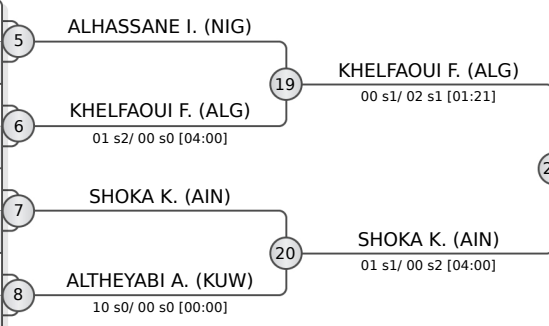 ALHASSANE I. (NIG)
5
19
KHELFAOUI F. (ALG)
00 s1/ 02 s1 [01:21]
KHELFAOUI F. (ALG)
6
01 s2/ 00 s0 [04:00]
SHOKA K. (AIN)
7
20
SHOKA K. (AIN)
01 s1/ 00 s2 [04:00]
ALTHEYABI A. (KUW)
8
10 s0/ 00 s0 [00:00]